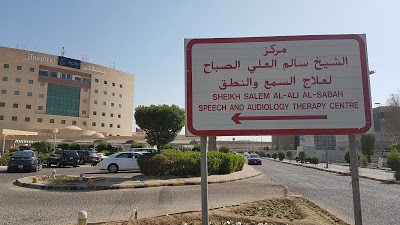 Hospital
مركز
الشيخ سالم العلي الصباح
لعلاج السمع والنطق
SHEIKH SALEM AL-ALI AL-SABAH
SPEECH AND AUDIOLOGY THERAPY CENTRE